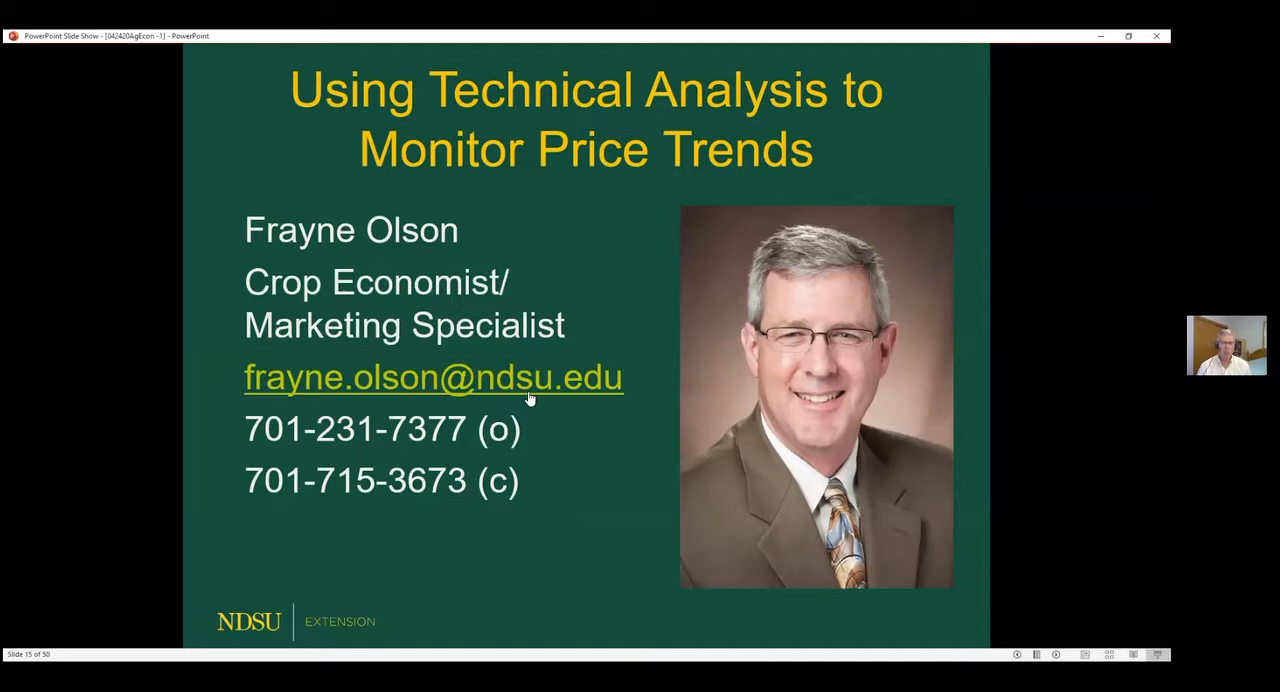 PowerPoint Slide Show - [042420AgEcon -1] - PowerPoint
Using Technical Analysis to
Monitor Price Trends
Frayne Olson
Crop Economist/
Marketing Specialist
frayne.olson@ndsu.edu
701-231-7377 (o)
701-715-3673 (c)
NDSU EXTENSION
Slide 15 of 50